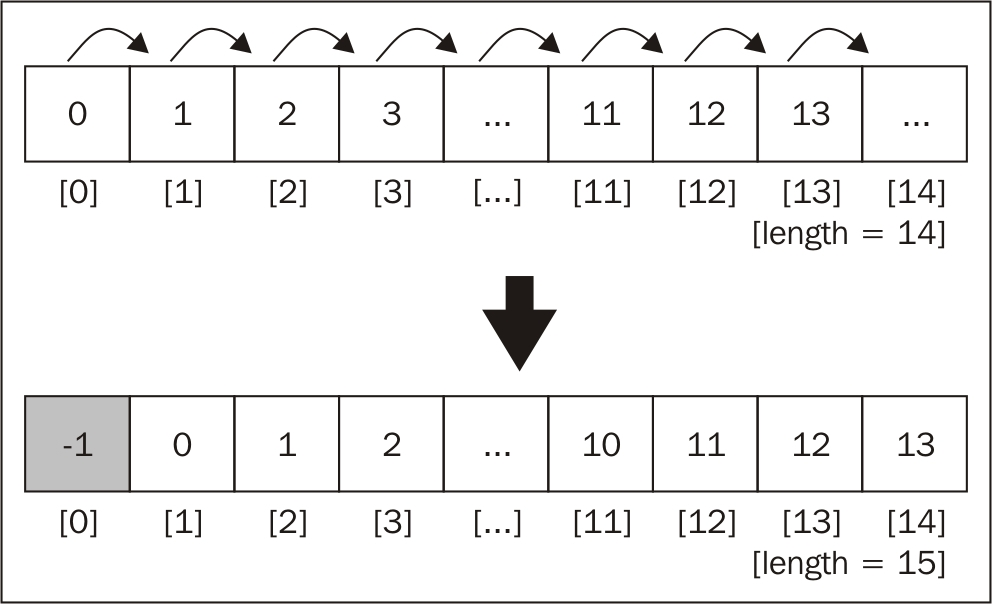 0 1 2 3 ... 11 12 13 ...
[0] [1] [2] [3] [...] [11] [12] [13] [14]
[length = 14]
-1 0 1 2 ... 10 11 12 13
[0] [1] [2] [3] [...] [11] [12] [13] [14]
[length = 15]